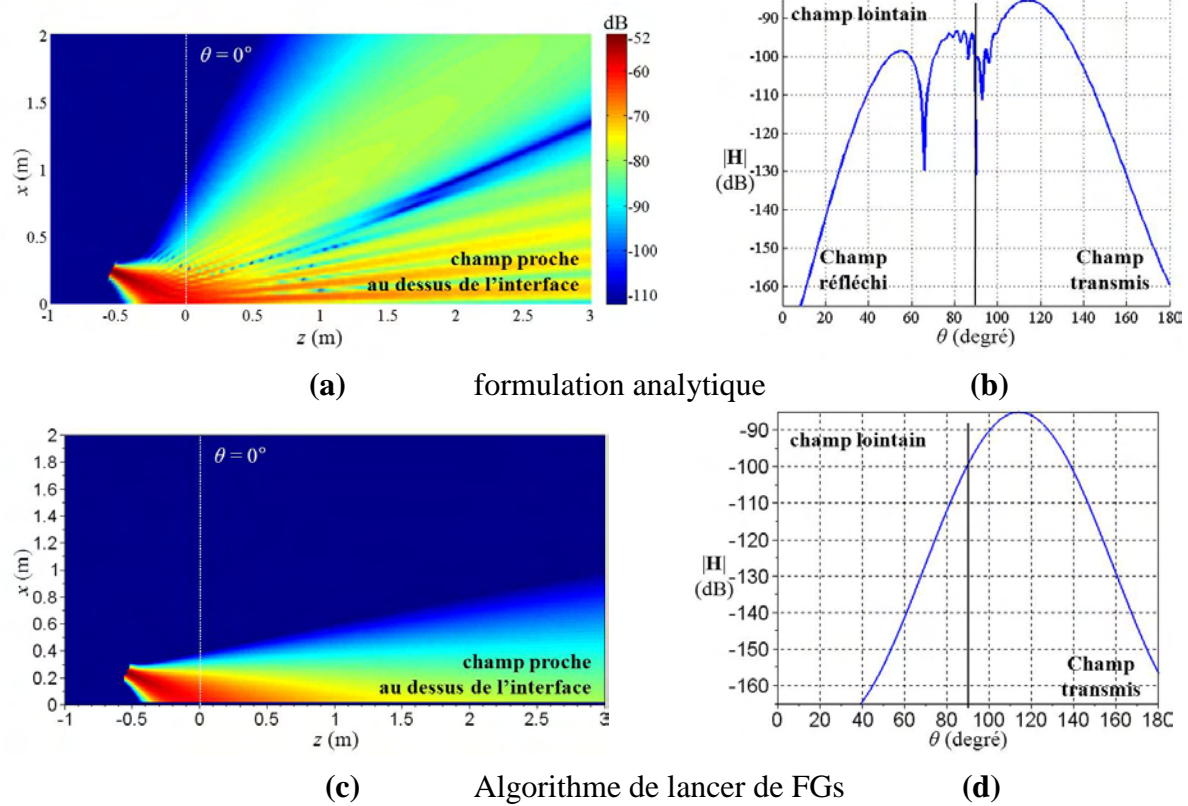 dB
2
θ = 0°
-52
-60
1.5
-70
x (m)
1
-80
-90
0.5
champ proche
-100
au dessus de l'interface
-110
0
-1 -0.5 0 0.5 1 1.5 2 2.5 3
z (m)
champ lointain
-90
-100
-110
-120
|H|
(dB)
-130
-140
-150
-160
Champ
réfléchi
Champ
transmis
0 20 40 60 80 100 120 140 160 180
θ (degré)
(a) formulation analytique (b)
2
1.8
1.6
1.4
1.2
1
0.8
0.6
0.4
0.2
0
x (m)
θ = 0°
champ proche
au dessus de l'interface
-1 -0.5 0 0.5 1 1.5 2 2.5 3
z (m)
champ lointain
-90
-100
-110
-120
|H|
(dB)
-130
-140
-150
-160
Champ
transmis
0 20 40 60 80 100 120 140 160 180
θ (degré)
(c) Algorithme de lancer de FGs (d)